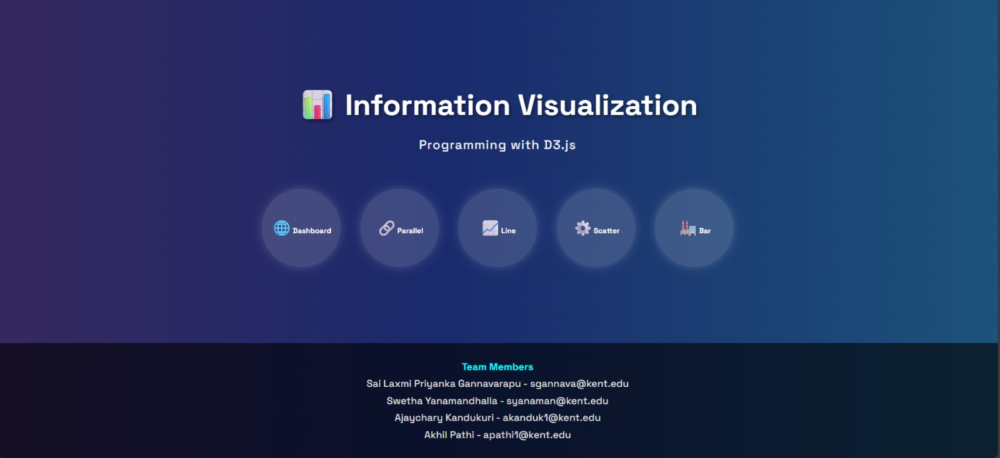 Information Visualization
Programming with D3.js
Dashboard
Parallel
Line
Scatter
Bar
Team Members
Sai Laxmi Priyanka Gannavarapu - sgannava@kent.edu
Swetha Yanamandhalla - syanaman@kent.edu
Ajaychary Kandukuri - akanduk1@kent.edu
Akhil Pathi - apathi1@kent.edu